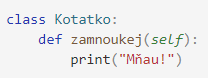 class Kotatko:
    def zamnoukej(self):
        print("Mňau!")